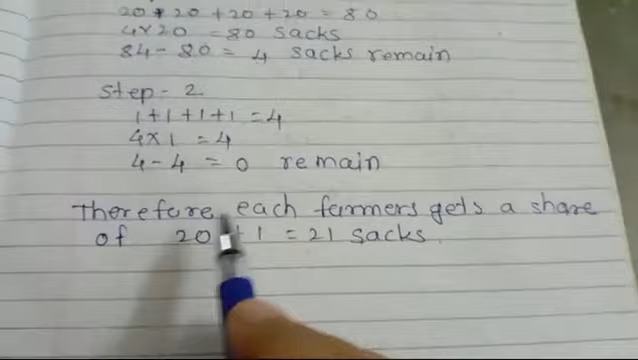 20 + 20 + 20 + 20 = 80
4 × 20 = 80 sacks
84 - 80 = 4 sacks remain
Step - 2
1 + 1 + 1 + 1 = 4
4 × 1 = 4
4 - 4 = 0 remain
Therefore, each farmers gets a share
of 20 + 1 = 21 sacks.